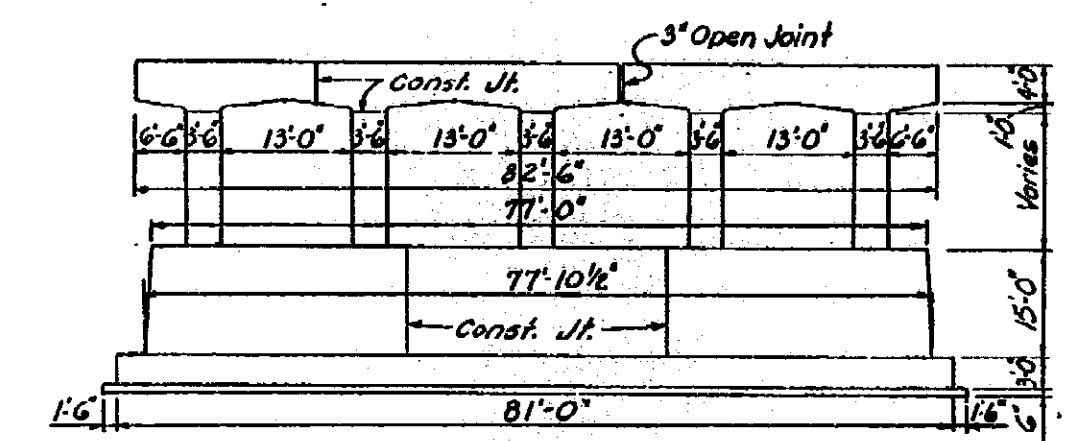 3" Open Joint
Const. Jt.
4'-0"
1'-0"
6'-6" 3'-6" 13'-0" 3'-6" 13'-0" 3'-6" 13'-0" 3'-6" 13'-0" 3'-6 6'-6"
Varies
82'-6"
77'-0"
77'-10½"
15'-0"
Const. Jt.
3'-0"
1'-6" 81'-0" 1'-6"
6"